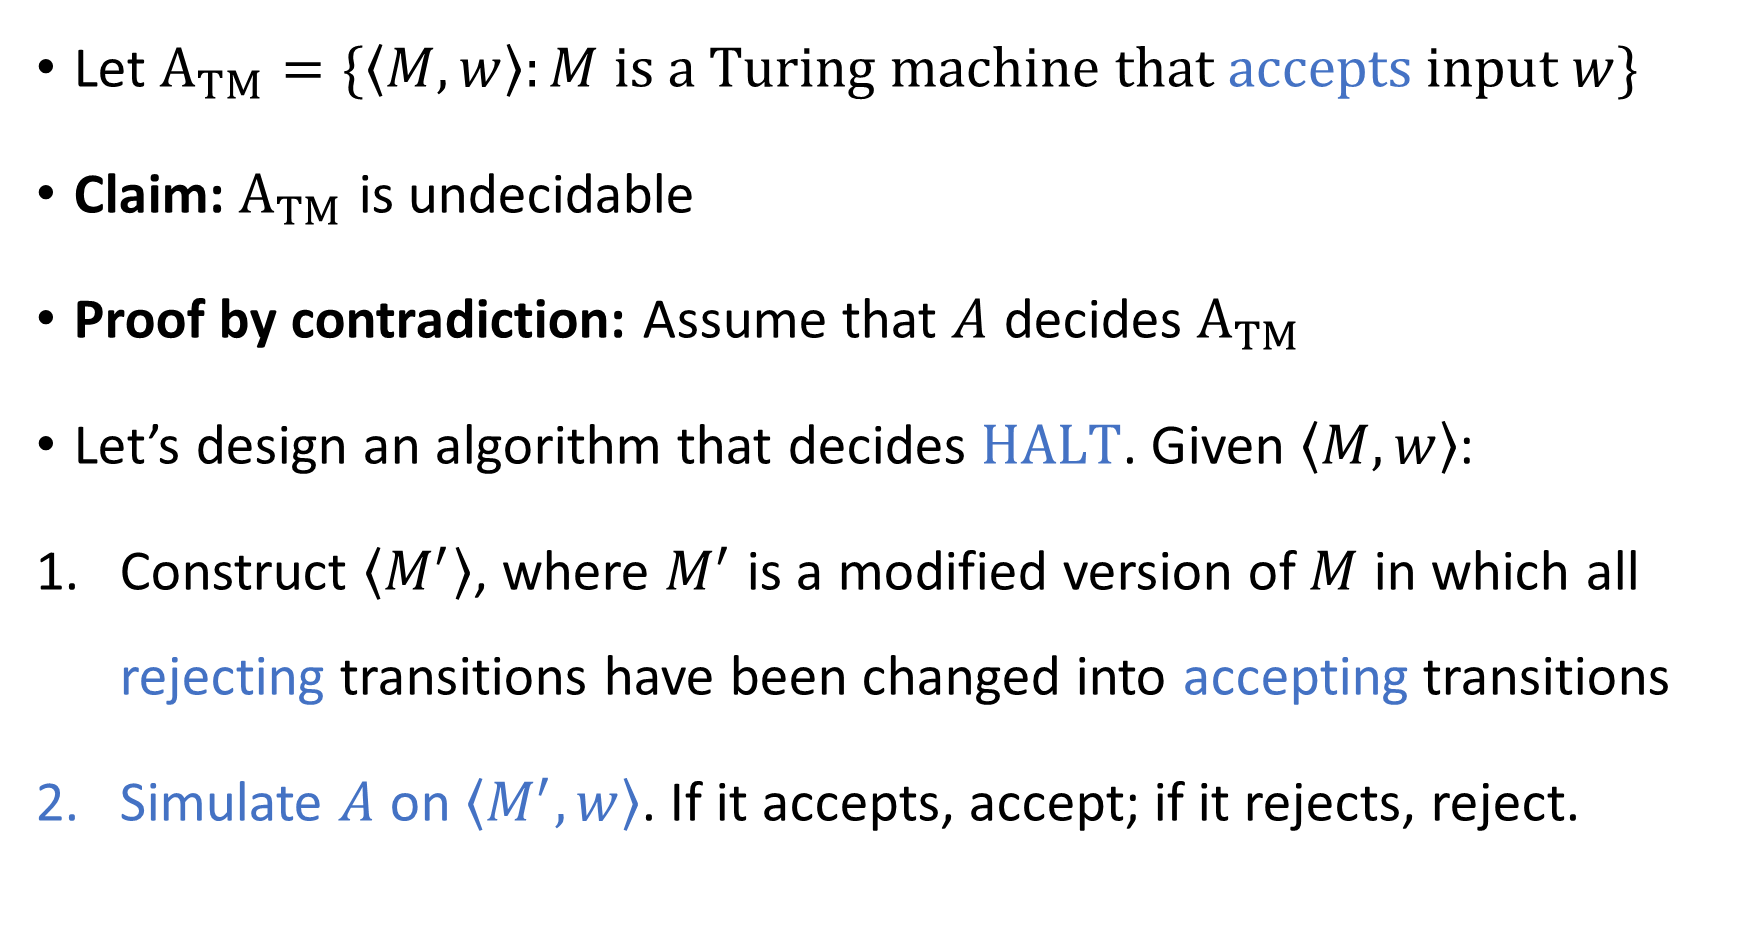 • Let A_TM = {⟨M, w⟩: M is a Turing machine that accepts input w}
• Claim: A_TM is undecidable
• Proof by contradiction: Assume that A decides A_TM
• Let’s design an algorithm that decides HALT. Given ⟨M, w⟩:
1. Construct ⟨M′⟩, where M′ is a modified version of M in which all
rejecting transitions have been changed into accepting transitions
2. Simulate A on ⟨M′, w⟩. If it accepts, accept; if it rejects, reject.